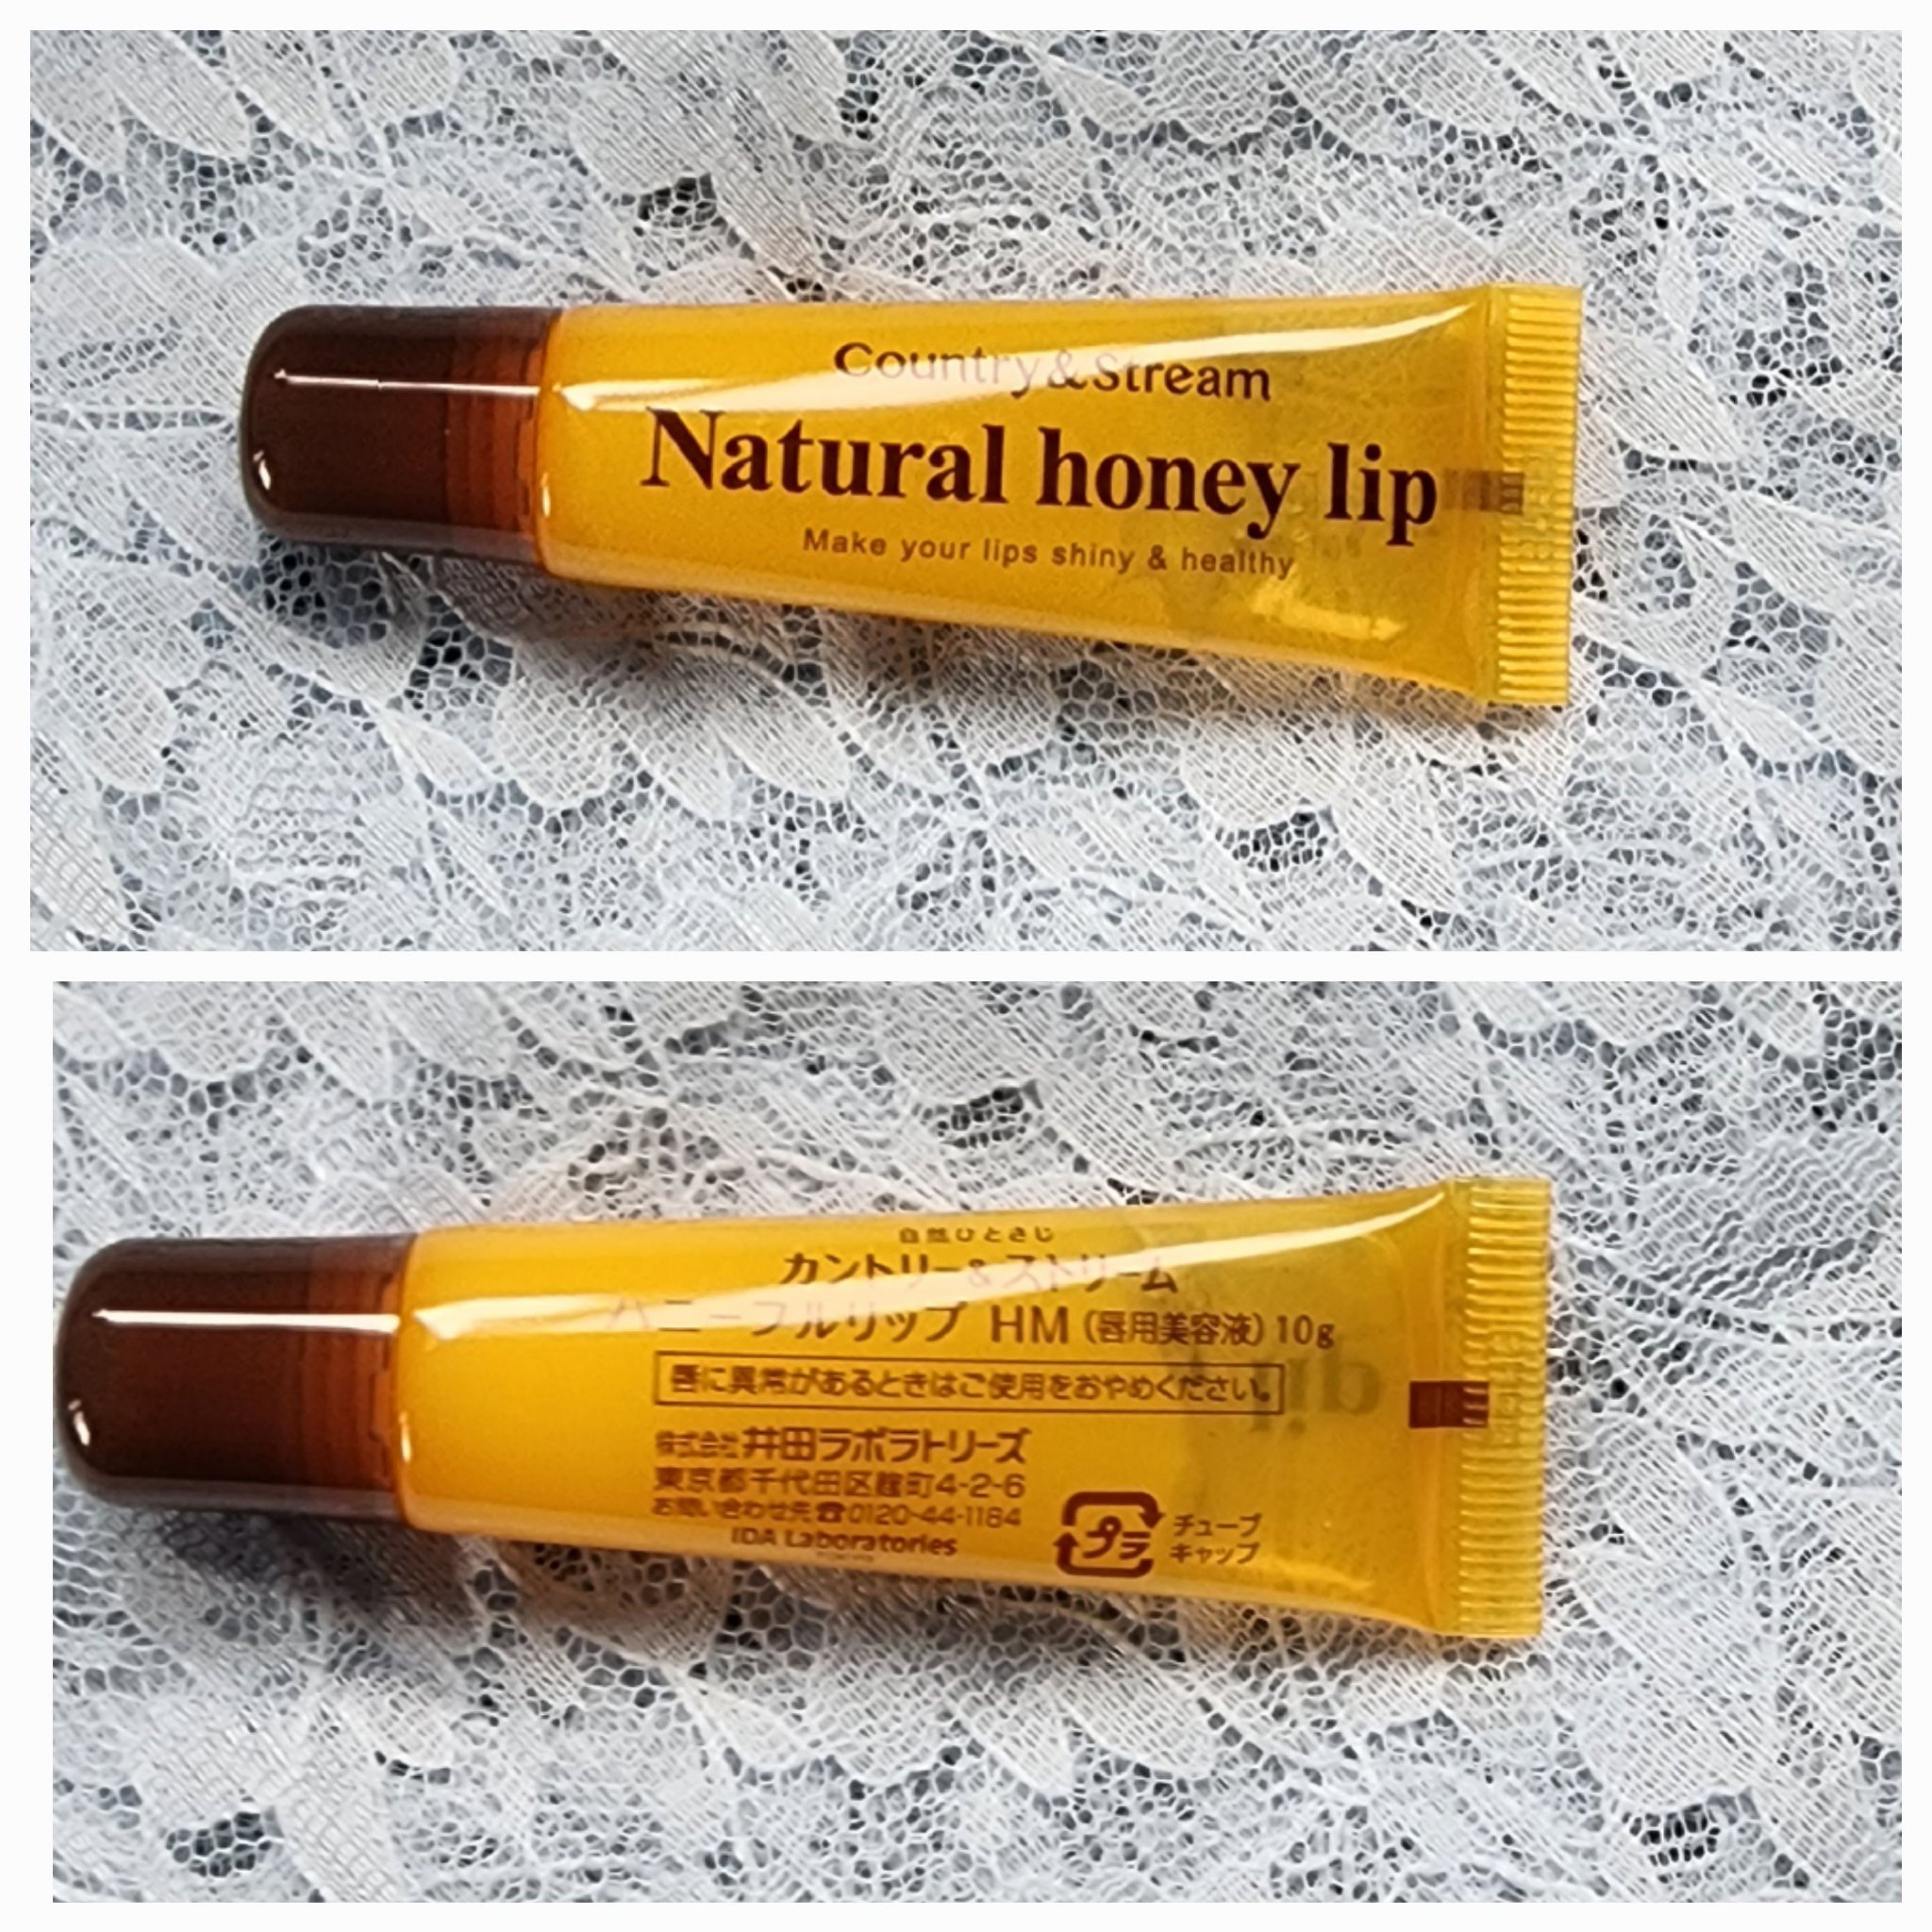 Country & Stream
Natural honey lip
Make your lips shiny & healthy
自然ひとさじ
カントリー&ストリーム
ハニーフルリップ HM (唇用美容液) 10g
唇に異常があるときはご使用をおやめください。
株式会社井田ラボラトリーズ
東京都千代田区麹町4-2-6
お問い合わせ先☎0120-44-1184
IDA Laboratories
プラ
チューブ
キャップ